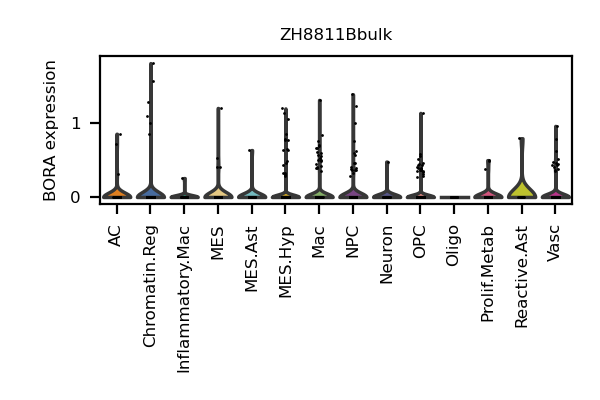 ZH8811Bbulk
BORA expression
1
0
AC
Chromatin.Reg
Inflammatory.Mac
MES
MES.Ast
MES.Hyp
Mac
NPC
Neuron
OPC
Oligo
Prolif.Metab
Reactive.Ast
Vasc